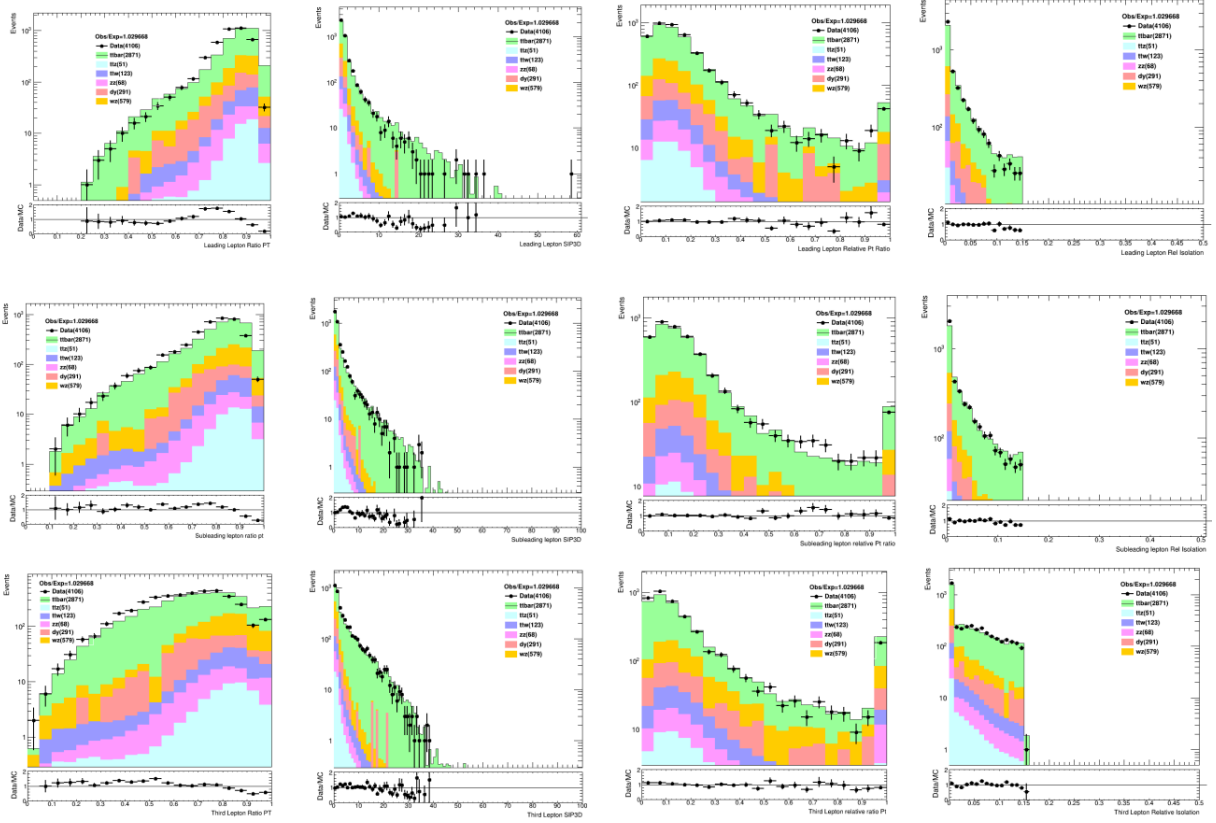 Events
Obs/Exp=1.029668
Data(4106)
ttbar(2871)
ttz(51)
ttw(123)
zz(68)
dy(291)
wz(579)
Data/MC
Leading Lepton Ratio PT
Events
Obs/Exp=1.029668
Data(4106)
ttbar(2871)
ttz(51)
ttw(123)
zz(68)
dy(291)
wz(579)
Data/MC
Leading Lepton SIP3D
Events
Obs/Exp=1.029668
Data(4106)
ttbar(2871)
ttz(51)
ttw(123)
zz(68)
dy(291)
wz(579)
Data/MC
Leading Lepton Relative Pt Ratio
Events
Obs/Exp=1.029668
Data(4106)
ttbar(2871)
ttz(51)
ttw(123)
zz(68)
dy(291)
wz(579)
Data/MC
Leading Lepton Rel Isolation
Events
Obs/Exp=1.029668
Data(4106)
ttbar(2871)
ttz(51)
ttw(123)
zz(68)
dy(291)
wz(579)
Data/MC
Subleading lepton ratio pt
Events
Obs/Exp=1.029668
Data(4106)
ttbar(2871)
ttz(51)
ttw(123)
zz(68)
dy(291)
wz(579)
Data/MC
Subleading lepton SIP3D
Events
Obs/Exp=1.029668
Data(4106)
ttbar(2871)
ttz(51)
ttw(123)
zz(68)
dy(291)
wz(579)
Data/MC
Subleading lepton relative Pt ratio
Events
Obs/Exp=1.029668
Data(4106)
ttbar(2871)
ttz(51)
ttw(123)
zz(68)
dy(291)
wz(579)
Data/MC
Subleading lepton Rel Isolation
Events
Obs/Exp=1.029668
Data(4106)
ttbar(2871)
ttz(51)
ttw(123)
zz(68)
dy(291)
wz(579)
Data/MC
Third Lepton Ratio PT
Events
Obs/Exp=1.029668
Data(4106)
ttbar(2871)
ttz(51)
ttw(123)
zz(68)
dy(291)
wz(579)
Data/MC
Third Lepton SIP3D
Events
Obs/Exp=1.029668
Data(4106)
ttbar(2871)
ttz(51)
ttw(123)
zz(68)
dy(291)
wz(579)
Data/MC
Third Lepton relative ratio Pt
Events
Obs/Exp=1.029668
Data(4106)
ttbar(2871)
ttz(51)
ttw(123)
zz(68)
dy(291)
wz(579)
Data/MC
Third Lepton Relative Isolation